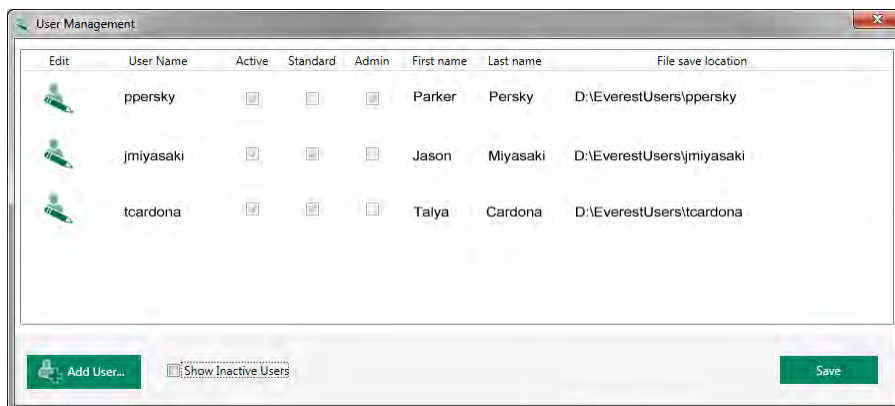 User Management
Edit User Name Active Standard Admin First name Last name File save location
ppersky Parker Persky D:\EverestUsers\ppersky
jmiyasaki Jason Miyasaki D:\EverestUsers\jmiyasaki
tcardona Talya Cardona D:\EverestUsers\tcardona
Add User... Show Inactive Users Save